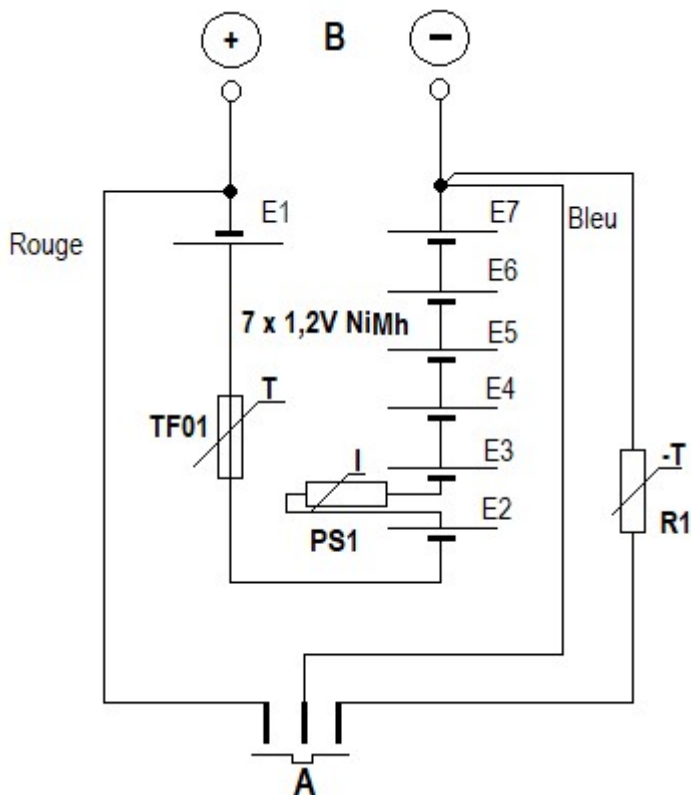 + B −
E1
E7
Rouge
Bleu
E6
7 x 1,2V NiMh
E5
T
E4
TF01
I
E3
-T
E2
PS1
R1
A